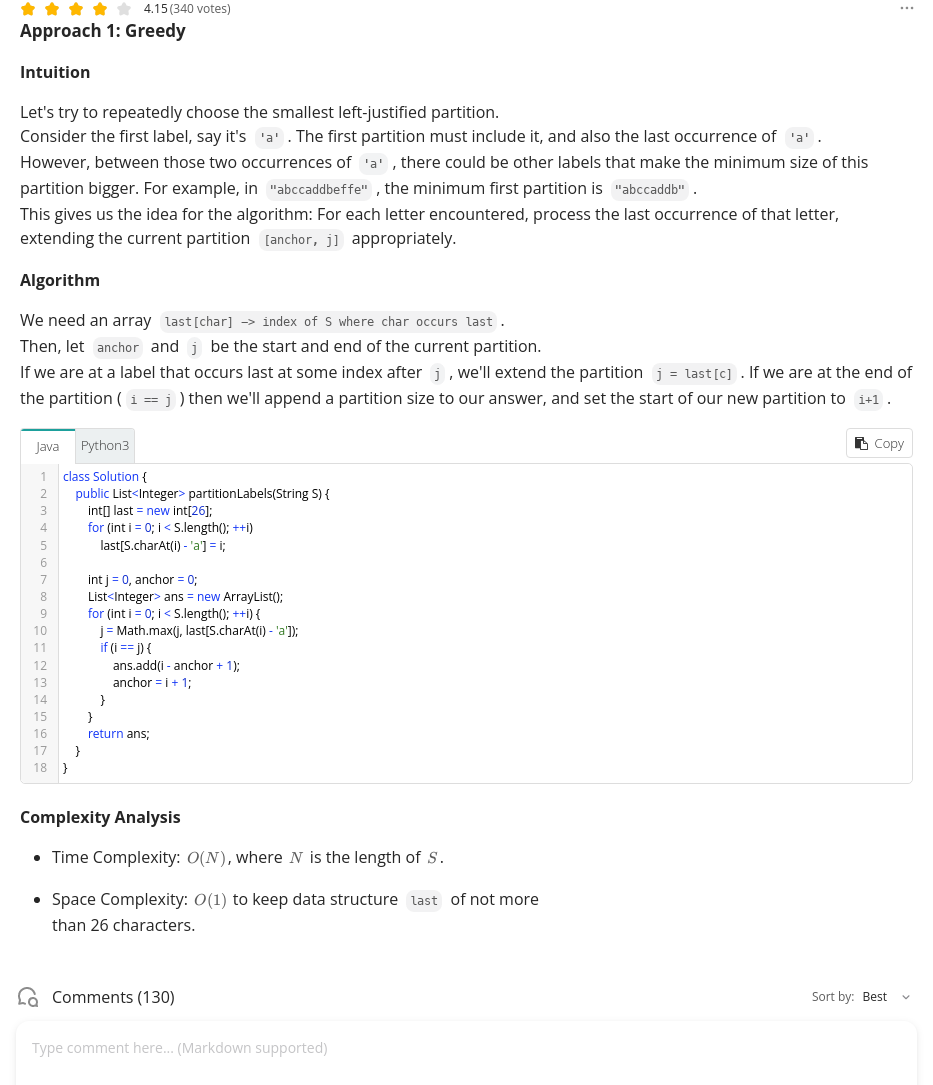 4.15 (340 votes)
Approach 1: Greedy
Intuition
Let's try to repeatedly choose the smallest left-justified partition.
Consider the first label, say it's 'a' . The first partition must include it, and also the last occurrence of 'a' .
However, between those two occurrences of 'a' , there could be other labels that make the minimum size of this
partition bigger. For example, in "abccaddbeffe" , the minimum first partition is "abccaddb" .
This gives us the idea for the algorithm: For each letter encountered, process the last occurrence of that letter,
extending the current partition [anchor, j] appropriately.
Algorithm
We need an array last[char] -> index of S where char occurs last .
Then, let anchor and j be the start and end of the current partition.
If we are at a label that occurs last at some index after j , we'll extend the partition j = last[c] . If we are at the end of
the partition ( i == j ) then we'll append a partition size to our answer, and set the start of our new partition to i+1 .
Java Python3 Copy
1 class Solution {
2 public List<Integer> partitionLabels(String S) {
3 int[] last = new int[26];
4 for (int i = 0; i < S.length(); ++i)
5 last[S.charAt(i) - 'a'] = i;
6
7 int j = 0, anchor = 0;
8 List<Integer> ans = new ArrayList();
9 for (int i = 0; i < S.length(); ++i) {
10 j = Math.max(j, last[S.charAt(i) - 'a']);
11 if (i == j) {
12 ans.add(i - anchor + 1);
13 anchor = i + 1;
14 }
15 }
16 return ans;
17 }
18 }
Complexity Analysis
• Time Complexity: O(N), where N is the length of S.
• Space Complexity: O(1) to keep data structure last of not more
than 26 characters.
Comments (130) Sort by: Best
Type comment here... (Markdown supported)